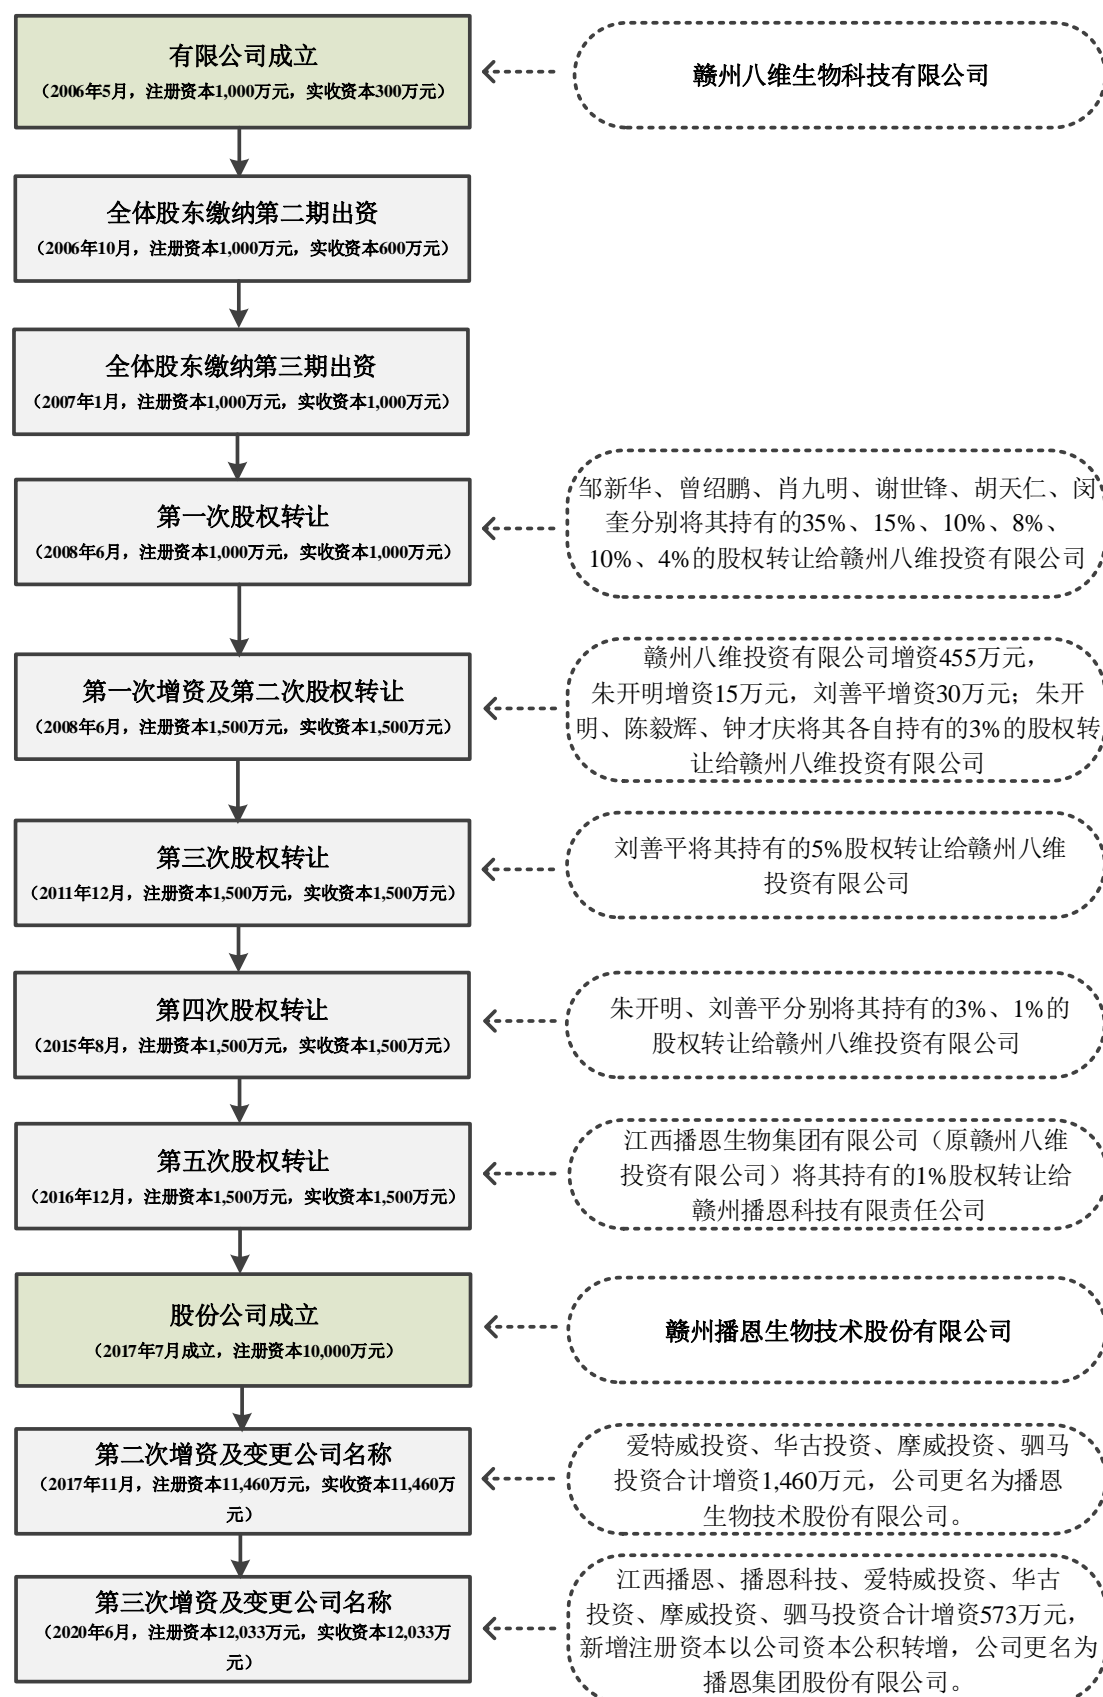 有限公司成立
（2006年5月，注册资本1,000万元，实收资本300万元）
赣州八维生物科技有限公司
全体股东缴纳第二期出资
（2006年10月，注册资本1,000万元，实收资本600万元）
全体股东缴纳第三期出资
（2007年1月，注册资本1,000万元，实收资本1,000万元）
第一次股权转让
（2008年6月，注册资本1,000万元，实收资本1,000万元）
邹新华、曾绍鹏、肖九明、谢世锋、胡天仁、闵
奎分别将其持有的35%、15%、10%、8%、
10%、4%的股权转让给赣州八维投资有限公司
第一次增资及第二次股权转让
（2008年6月，注册资本1,500万元，实收资本1,500万元）
赣州八维投资有限公司增资455万元，
朱开明增资15万元，刘善平增资30万元；朱开
明、陈毅辉、钟才庆将其各自持有的3%的股权转
让给赣州八维投资有限公司
第三次股权转让
（2011年12月，注册资本1,500万元，实收资本1,500万元）
刘善平将其持有的5%股权转让给赣州八维
投资有限公司
第四次股权转让
（2015年8月，注册资本1,500万元，实收资本1,500万元）
朱开明、刘善平分别将其持有的3%、1%的
股权转让给赣州八维投资有限公司
第五次股权转让
（2016年12月，注册资本1,500万元，实收资本1,500万元）
江西播恩生物集团有限公司（原赣州八维
投资有限公司）将其持有的1%股权转让给
赣州播恩科技有限责任公司
股份公司成立
（2017年7月成立，注册资本10,000万元）
赣州播恩生物技术股份有限公司
第二次增资及变更公司名称
（2017年11月，注册资本11,460万元，实收资本11,460万
元）
爱特威投资、华古投资、摩威投资、驷马
投资合计增资1,460万元，公司更名为播恩
生物技术股份有限公司。
第三次增资及变更公司名称
（2020年6月，注册资本12,033万元，实收资本12,033万
元）
江西播恩、播恩科技、爱特威投资、华古
投资、摩威投资、驷马投资合计增资573万元，
新增注册资本以公司资本公积转增，公司更名为
播恩集团股份有限公司。